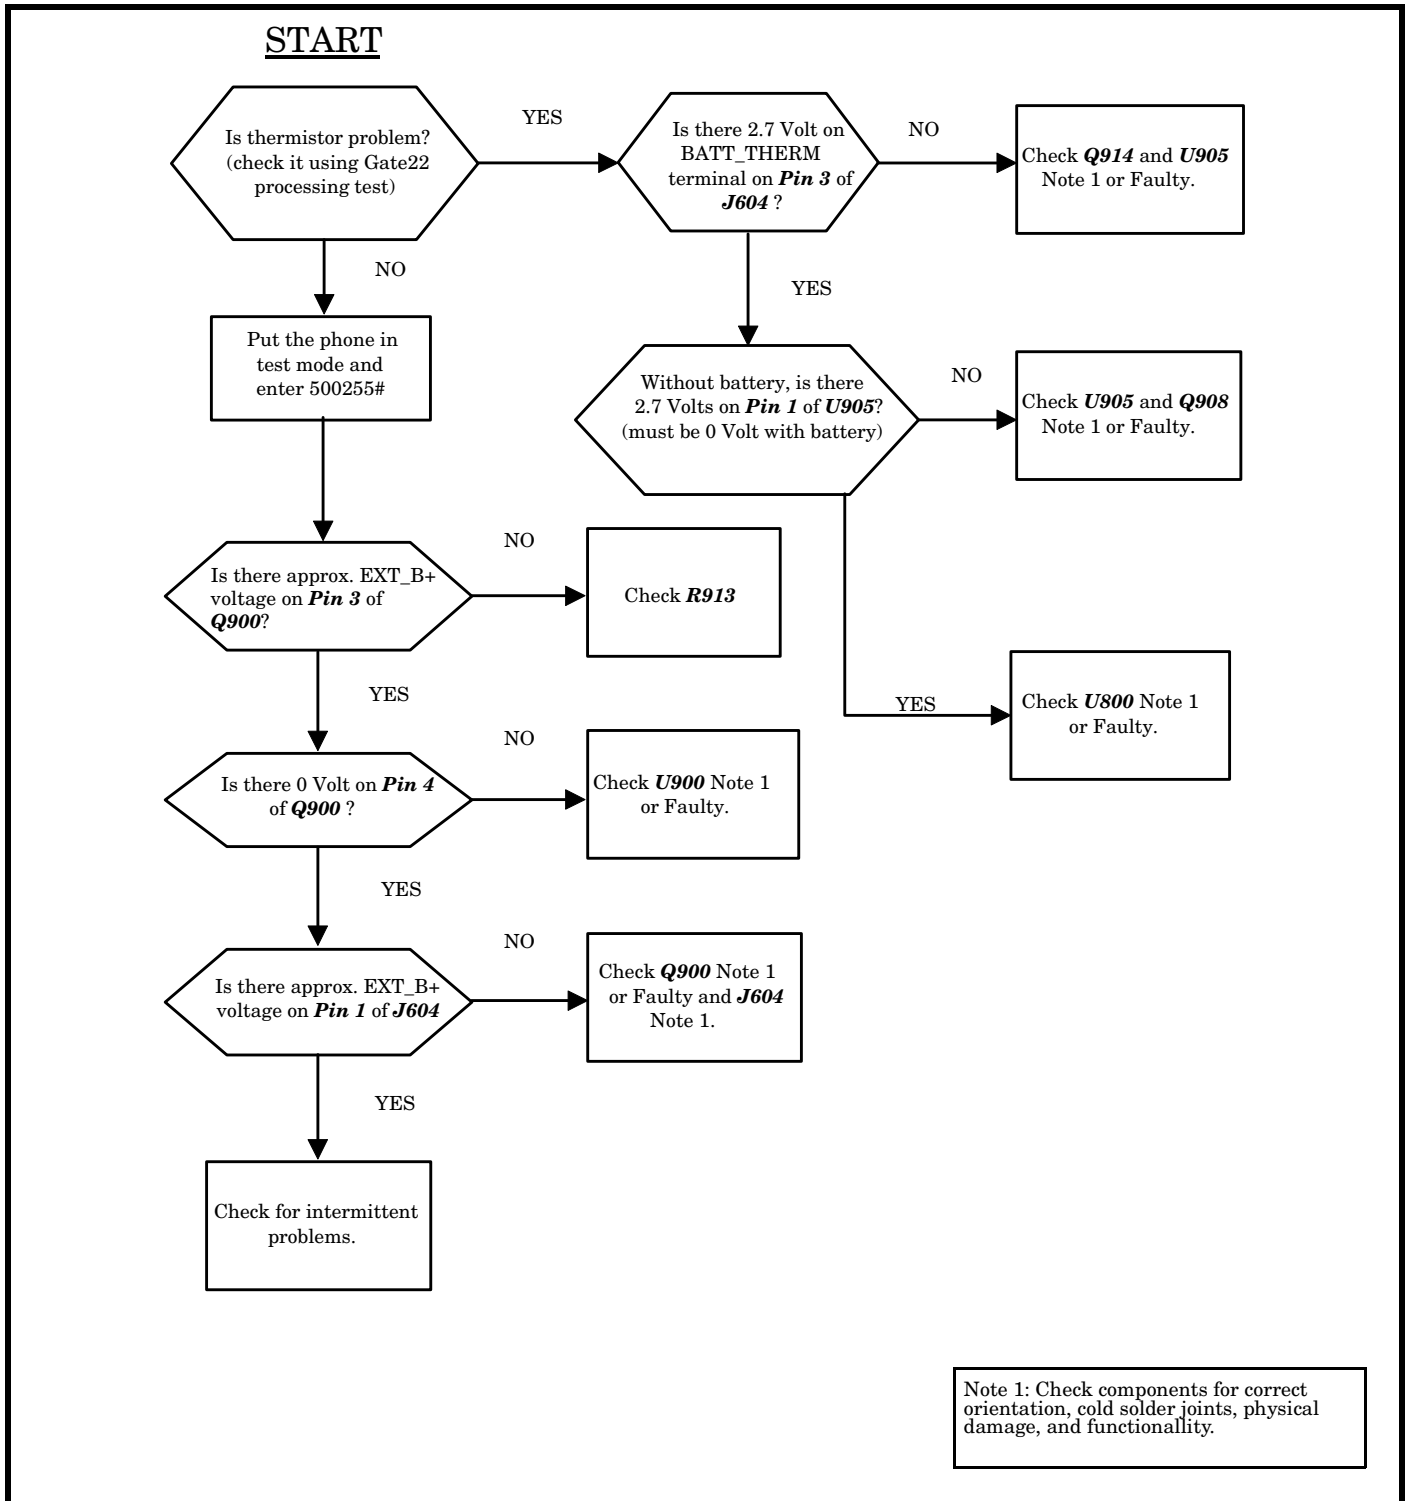 START
Is thermistor problem?
(check it using Gate22
processing test)
YES
Is there 2.7 Volt on
BATT_THERM
terminal on Pin 3 of
J604 ?
NO
Check Q914 and U905
Note 1 or Faulty.
NO
YES
Put the phone in
test mode and
enter 500255#
Without battery, is there
2.7 Volts on Pin 1 of U905?
(must be 0 Volt with battery)
NO
Check U905 and Q908
Note 1 or Faulty.
Is there approx. EXT_B+
voltage on Pin 3 of
Q900?
NO
Check R913
YES
YES
Check U800 Note 1
or Faulty.
Is there 0 Volt on Pin 4
of Q900 ?
NO
Check U900 Note 1
or Faulty.
YES
Is there approx. EXT_B+
voltage on Pin 1 of J604
NO
Check Q900 Note 1
or Faulty and J604
Note 1.
YES
Check for intermittent
problems.
Note 1: Check components for correct
orientation, cold solder joints, physical
damage, and functionallity.